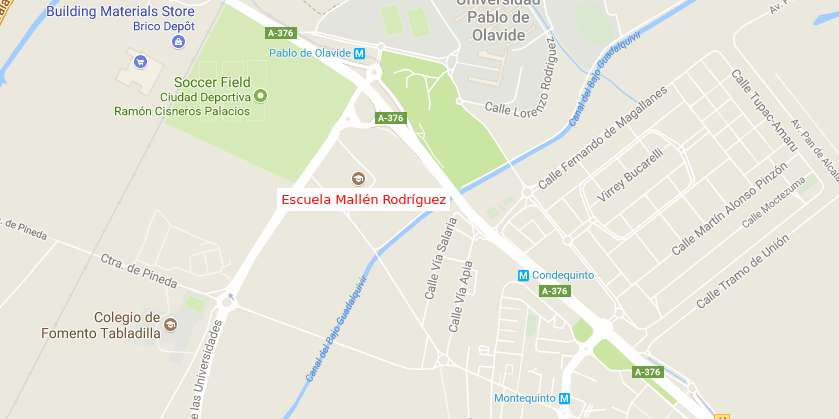 Building Materials Store
Brico Depôt
A-376
Universidad
Pablo de
Olavide
Pablo de Olavide M
Soccer Field
Ciudad Deportiva
Ramón Cisneros Palacios
A-376
Calle Lorenzo Rodríguez
Canal del Bajo Guadalquivir
Calle Fernando de Magallanes
Calle Tupac-Amaru
Av. de
Av. Pan de Alcalá
Virrey Bucarelli
Calle Martín Alonso Pinzón
Calle Moctezuma
Calle Tramo de Unión
Escuela Mallén Rodríguez
. de Pineda
Ctra. de Pineda
Calle Vía Salaria
Calle Vía Apia
M Condequinto
A-376
Canal del Bajo Guadalquivir
Colegio de
Fomento Tabladilla
e las Universidades
A-376
Montequinto M